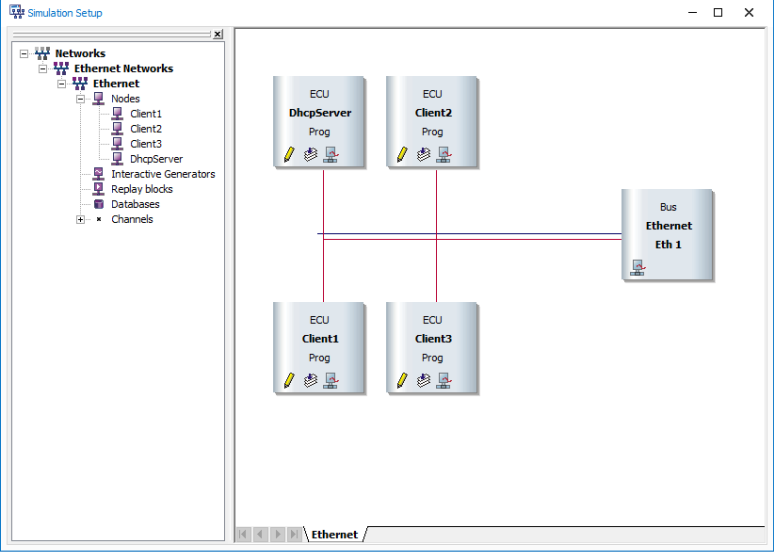 Simulation Setup
Networks
Ethernet Networks
Ethernet
Nodes
Client1
Client2
Client3
DhcpServer
Interactive Generators
Replay blocks
Databases
Channels
ECU
DhcpServer
Prog
ECU
Client2
Prog
Bus
Ethernet
Eth 1
ECU
Client1
Prog
ECU
Client3
Prog
Ethernet